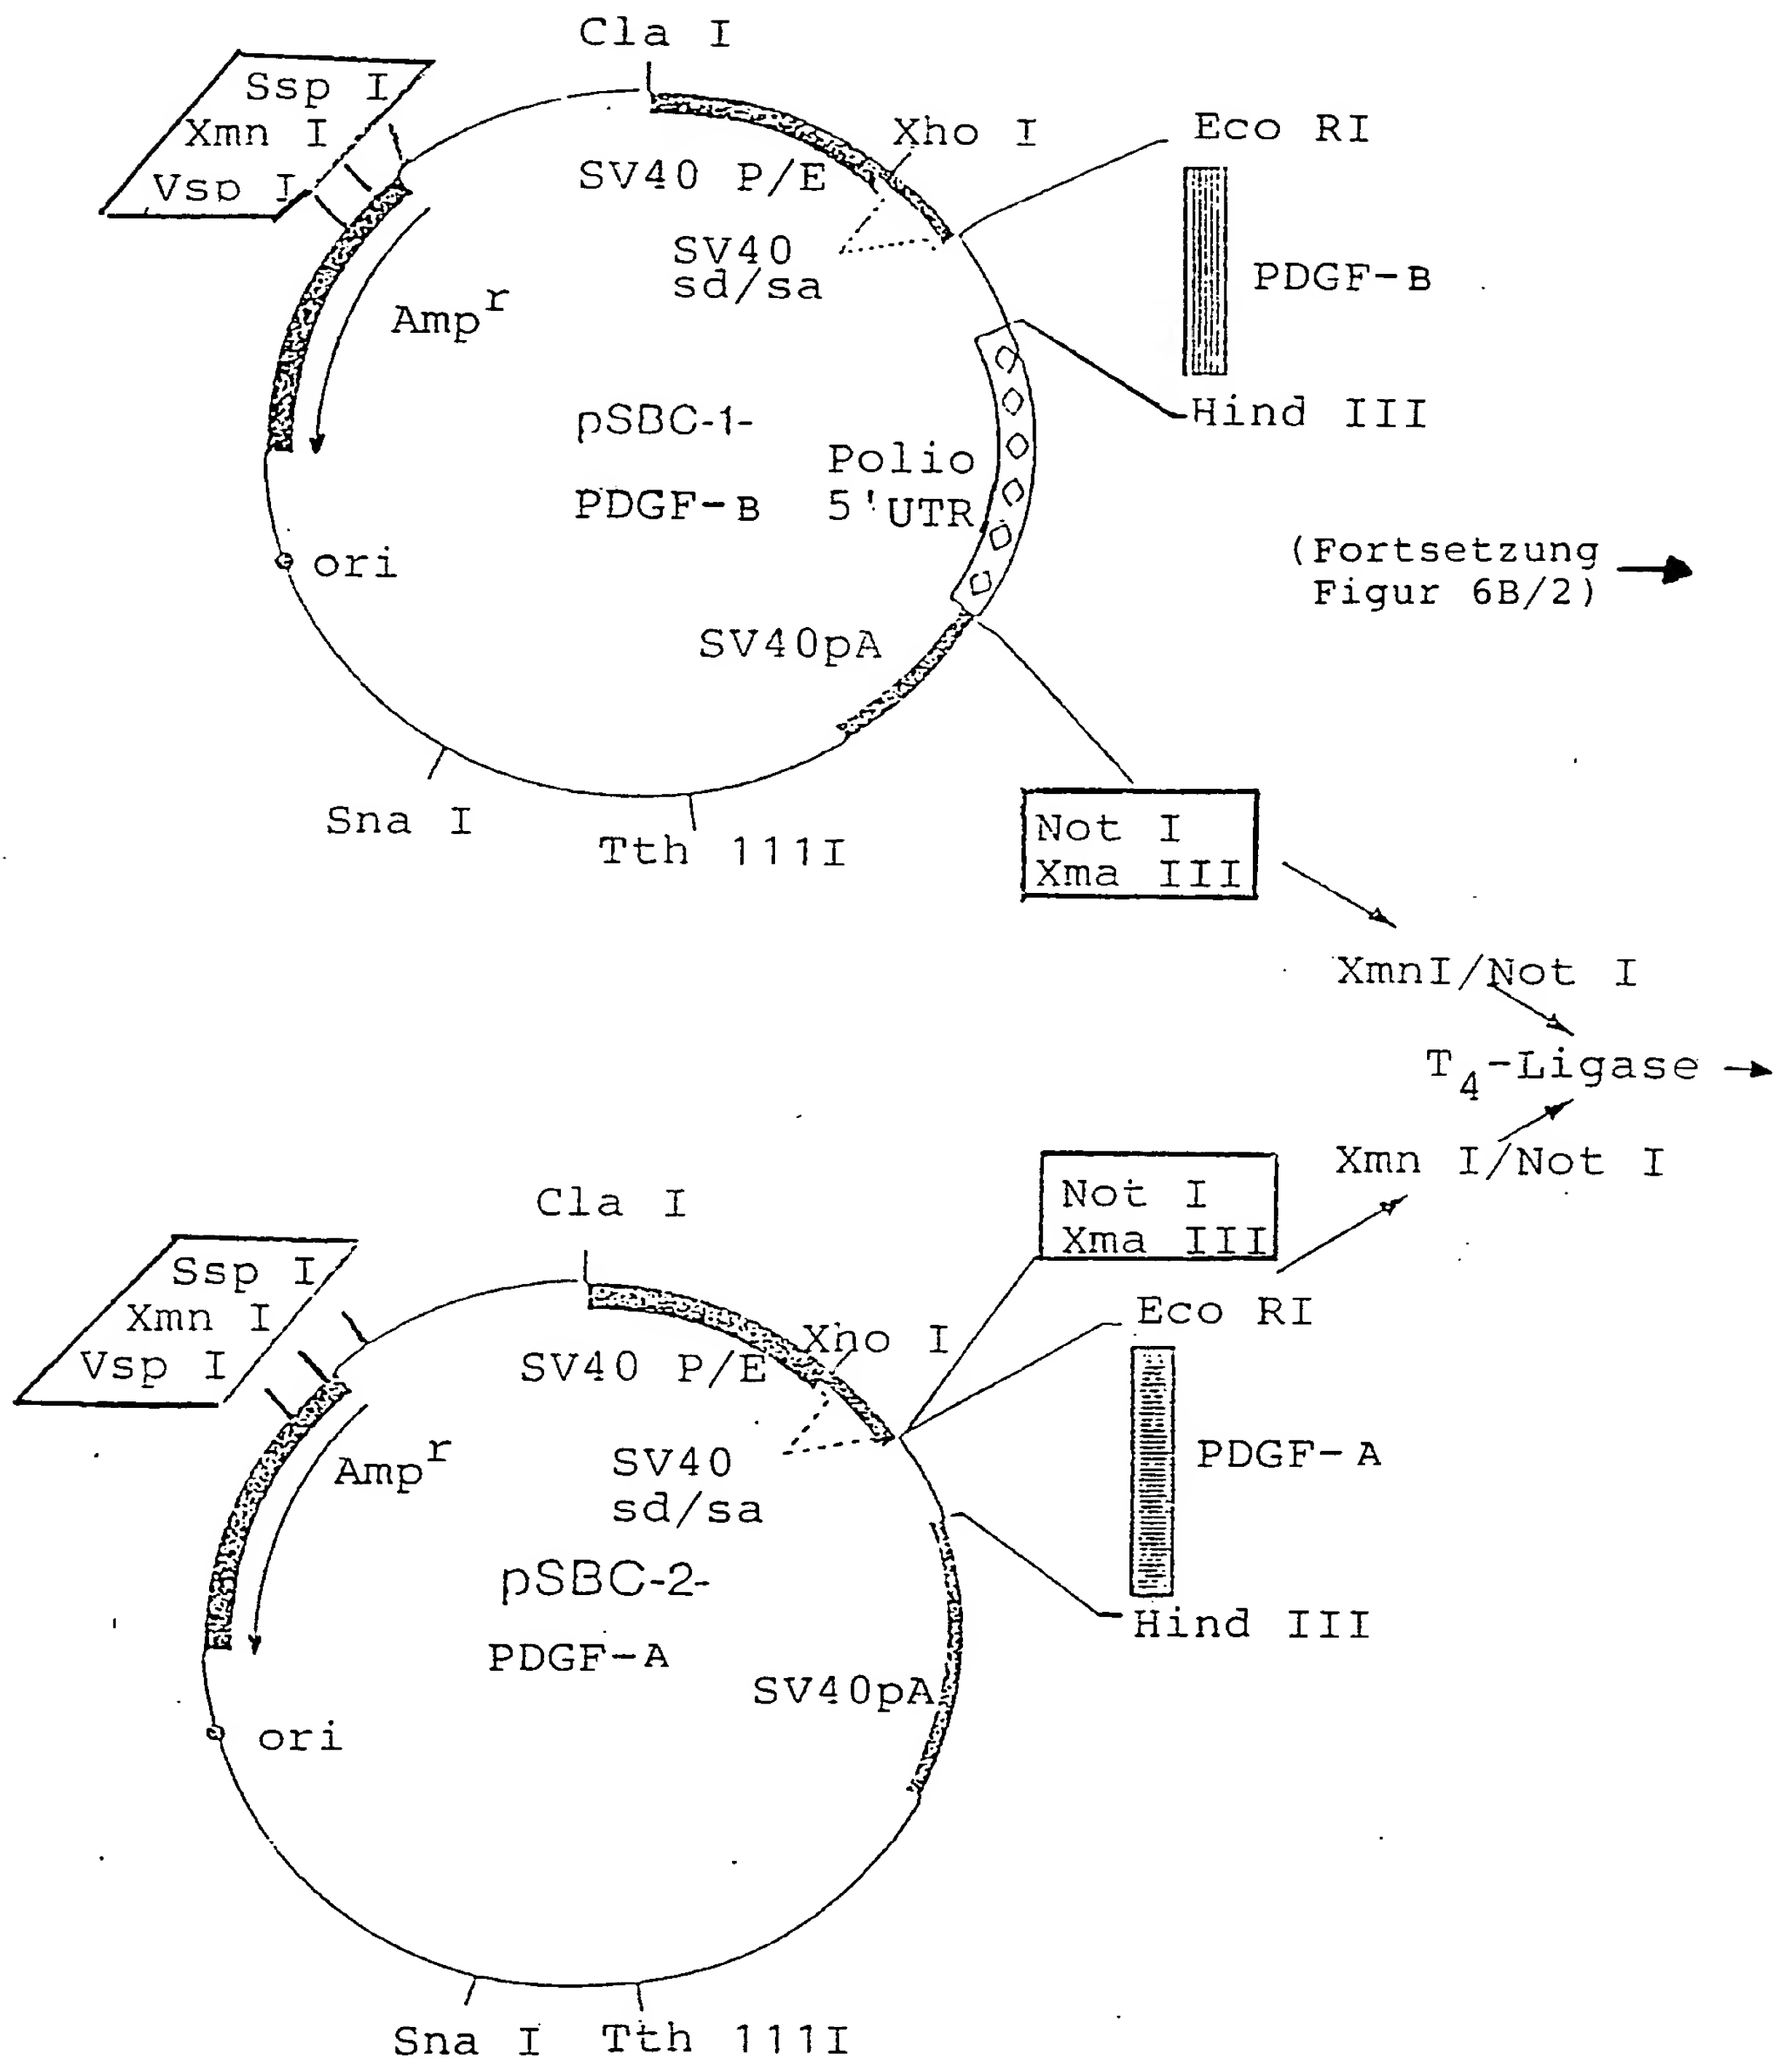 Cla I
Ssp I
Xmn I
Vsp I
Xho I
Eco RI
SV40 P/E
SV40
sd/sa
PDGF-B
Amp^r
Hind III
pSBC-1-
PDGF-B
Polio
5'UTR
ori
(Fortsetzung
Figur 6B/2)
SV40pA
Sna I
Tth 111I
Not I
Xma III
XmnI/Not I
T4-Ligase
Xmn I/Not I
Not I
Xma III
Cla I
Ssp I
Xmn I
Vsp I
Eco RI
Xho I
SV40 P/E
SV40
sd/sa
PDGF-A
Amp^r
pSBC-2-
PDGF-A
Hind III
SV40pA
ori
Sna I
Tth 111I